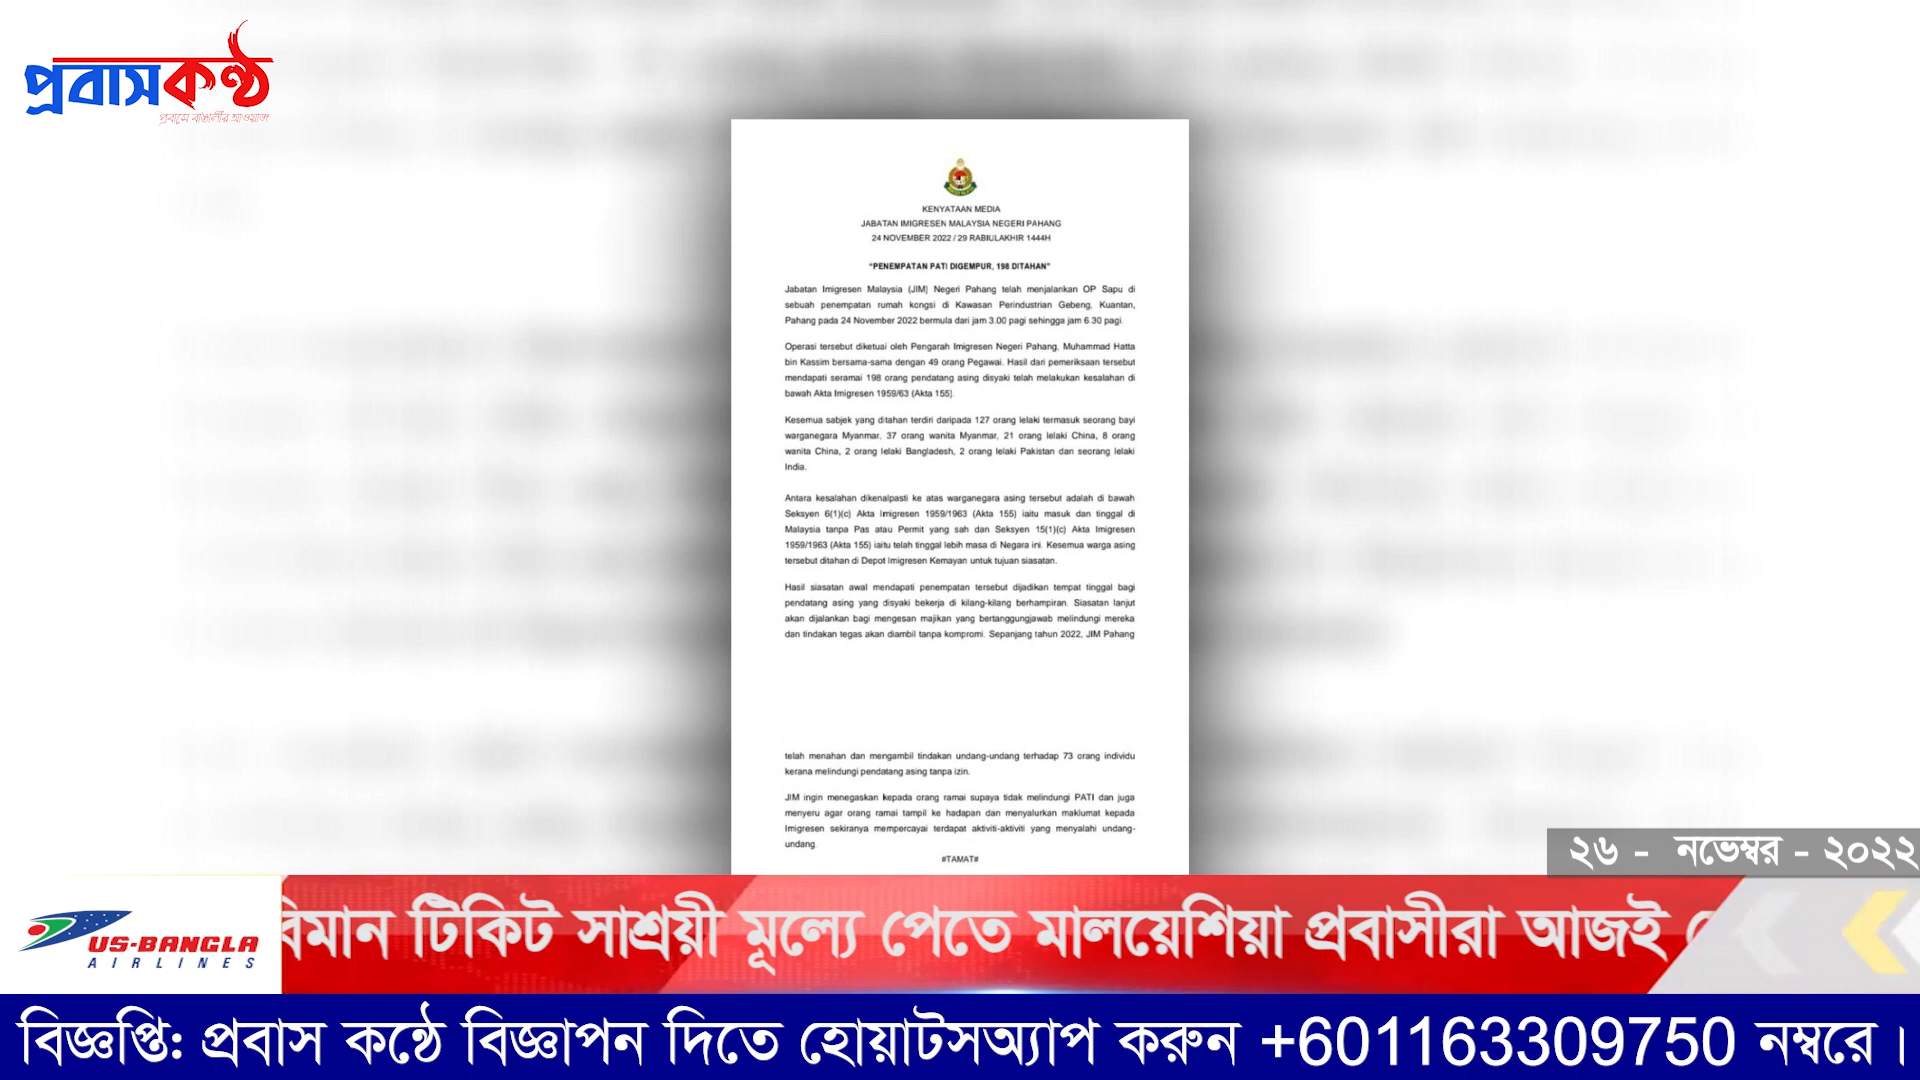 প্রবাসকণ্ঠ
প্রবাসে বাঙালীর আওয়াজ
KENYATAAN MEDIA
JABATAN IMIGRESEN MALAYSIA NEGERI PAHANG
24 NOVEMBER 2022 / 29 RABIULAKHIR 1444H
"PENEMPATAN PATI DIGEMPUR, 198 DITAHAN"
Jabatan Imigresen Malaysia (JIM) Negeri Pahang telah menjalankan OP Sapu di
sebuah penempatan rumah kongsi di Kawasan Perindustrian Gebeng, Kuantan,
Pahang pada 24 November 2022 bermula dari jam 3.00 pagi sehingga jam 6.30 pagi.
Operasi tersebut diketuai oleh Pengarah Imigresen Negeri Pahang, Muhammad Hatta
bin Kassim bersama-sama dengan 49 orang Pegawai. Hasil dari pemeriksaan tersebut
mendapati seramai 198 orang pendatang asing disyaki telah melakukan kesalahan di
bawah Akta Imigresen 1959/63 (Akta 155).
Kesemua sabjek yang ditahan terdiri daripada 127 orang lelaki termasuk seorang bayi
warganegara Myanmar, 37 orang wanita Myanmar, 21 orang lelaki China, 8 orang
wanita China, 2 orang lelaki Bangladesh, 2 orang lelaki Pakistan dan seorang lelaki
India.
Antara kesalahan dikenalpasti ke atas warganegara asing tersebut adalah di bawah
Seksyen 6(1)(c) Akta Imigresen 1959/1963 (Akta 155) iaitu masuk dan tinggal di
Malaysia tanpa Pas atau Permit yang sah dan Seksyen 15(1)(c) Akta Imigresen
1959/1963 (Akta 155) iaitu telah tinggal lebih masa di Negara ini. Kesemua warga asing
tersebut ditahan di Depot Imigresen Kemayan untuk tujuan siasatan.
Hasil siasatan awal mendapati penempatan tersebut dijadikan tempat tinggal bagi
pendatang asing yang disyaki bekerja di kilang-kilang berhampiran. Siasatan lanjut
akan dijalankan bagi mengesan majikan yang bertanggungjawab melindungi mereka
dan tindakan tegas akan diambil tanpa kompromi. Sepanjang tahun 2022, JIM Pahang
telah menahan dan mengambil tindakan undang-undang terhadap 73 orang individu
kerana melindungi pendatang asing tanpa izin.
JIM ingin menegaskan kepada orang ramai supaya tidak melindungi PATI dan juga
menyeru agar orang ramai tampil ke hadapan dan menyalurkan maklumat kepada
Imigresen sekiranya mempercayai terdapat aktiviti-aktiviti yang menyalahi undang-
undang.
#TAMAT#
২৬ - নভেম্বর - ২০২২
US-BANGLA
AIRLINES
বিমান টিকিট সাশ্রয়ী মূল্যে পেতে মালয়েশিয়া প্রবাসীরা আজই
বিজ্ঞপ্তি: প্রবাস কন্ঠে বিজ্ঞাপন দিতে হোয়াটসঅ্যাপ করুন +601163309750 নম্বরে।